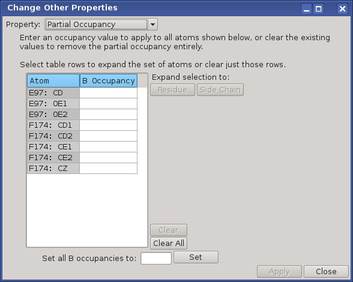 Change Other Properties
Property: Partial Occupancy
Enter an occupancy value to apply to all atoms shown below, or clear the existing
values to remove the partial occupancy entirely.
Select table rows to expand the set of atoms or clear just those rows.
Atom B Occupancy Expand selection to:
E97: CD Residue Side Chain
E97: OE1
E97: OE2
F174: CD1
F174: CD2
F174: CE1
F174: CE2
F174: CZ
Clear
Clear All
Set all B occupancies to: Set
Apply Close